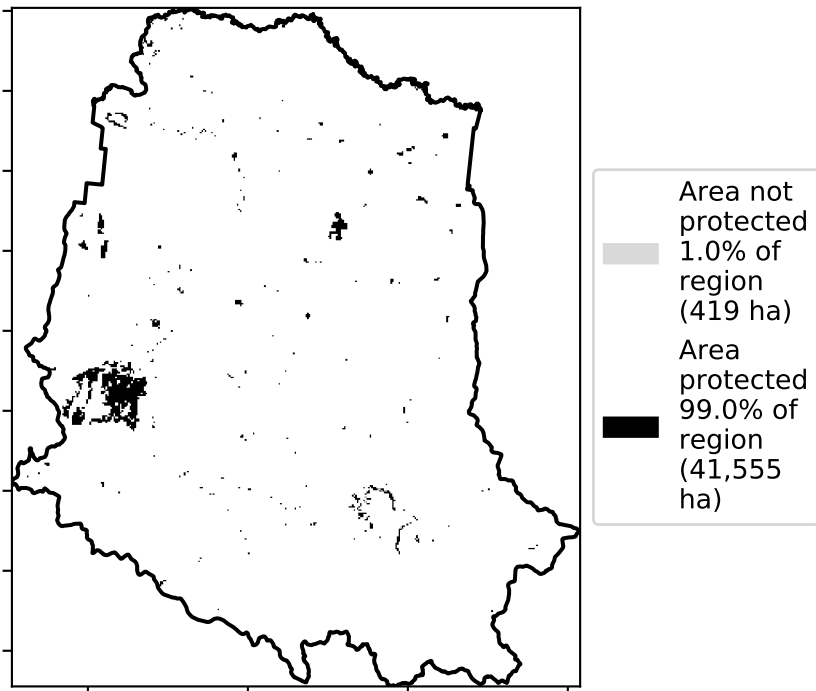 Area not
protected
1.0% of
region
(419 ha)
Area
protected
99.0% of
region
(41,555
ha)